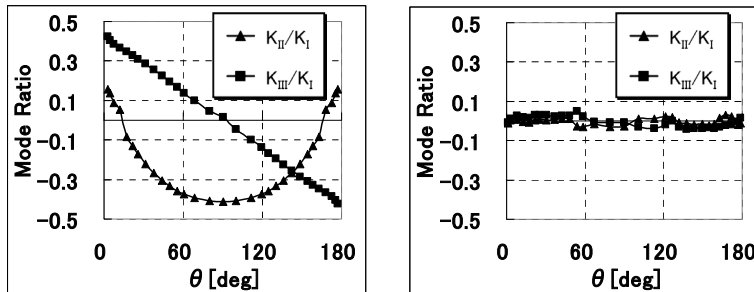 Mode Ratio
0.5
0.3
0.1
−0.1
−0.3
−0.5
K_II/K_I
K_III/K_I
0
60
120
180
θ [deg]
Mode Ratio
0.5
0.3
0.1
−0.1
−0.3
−0.5
K_II/K_I
K_III/K_I
0
60
120
180
θ [deg]